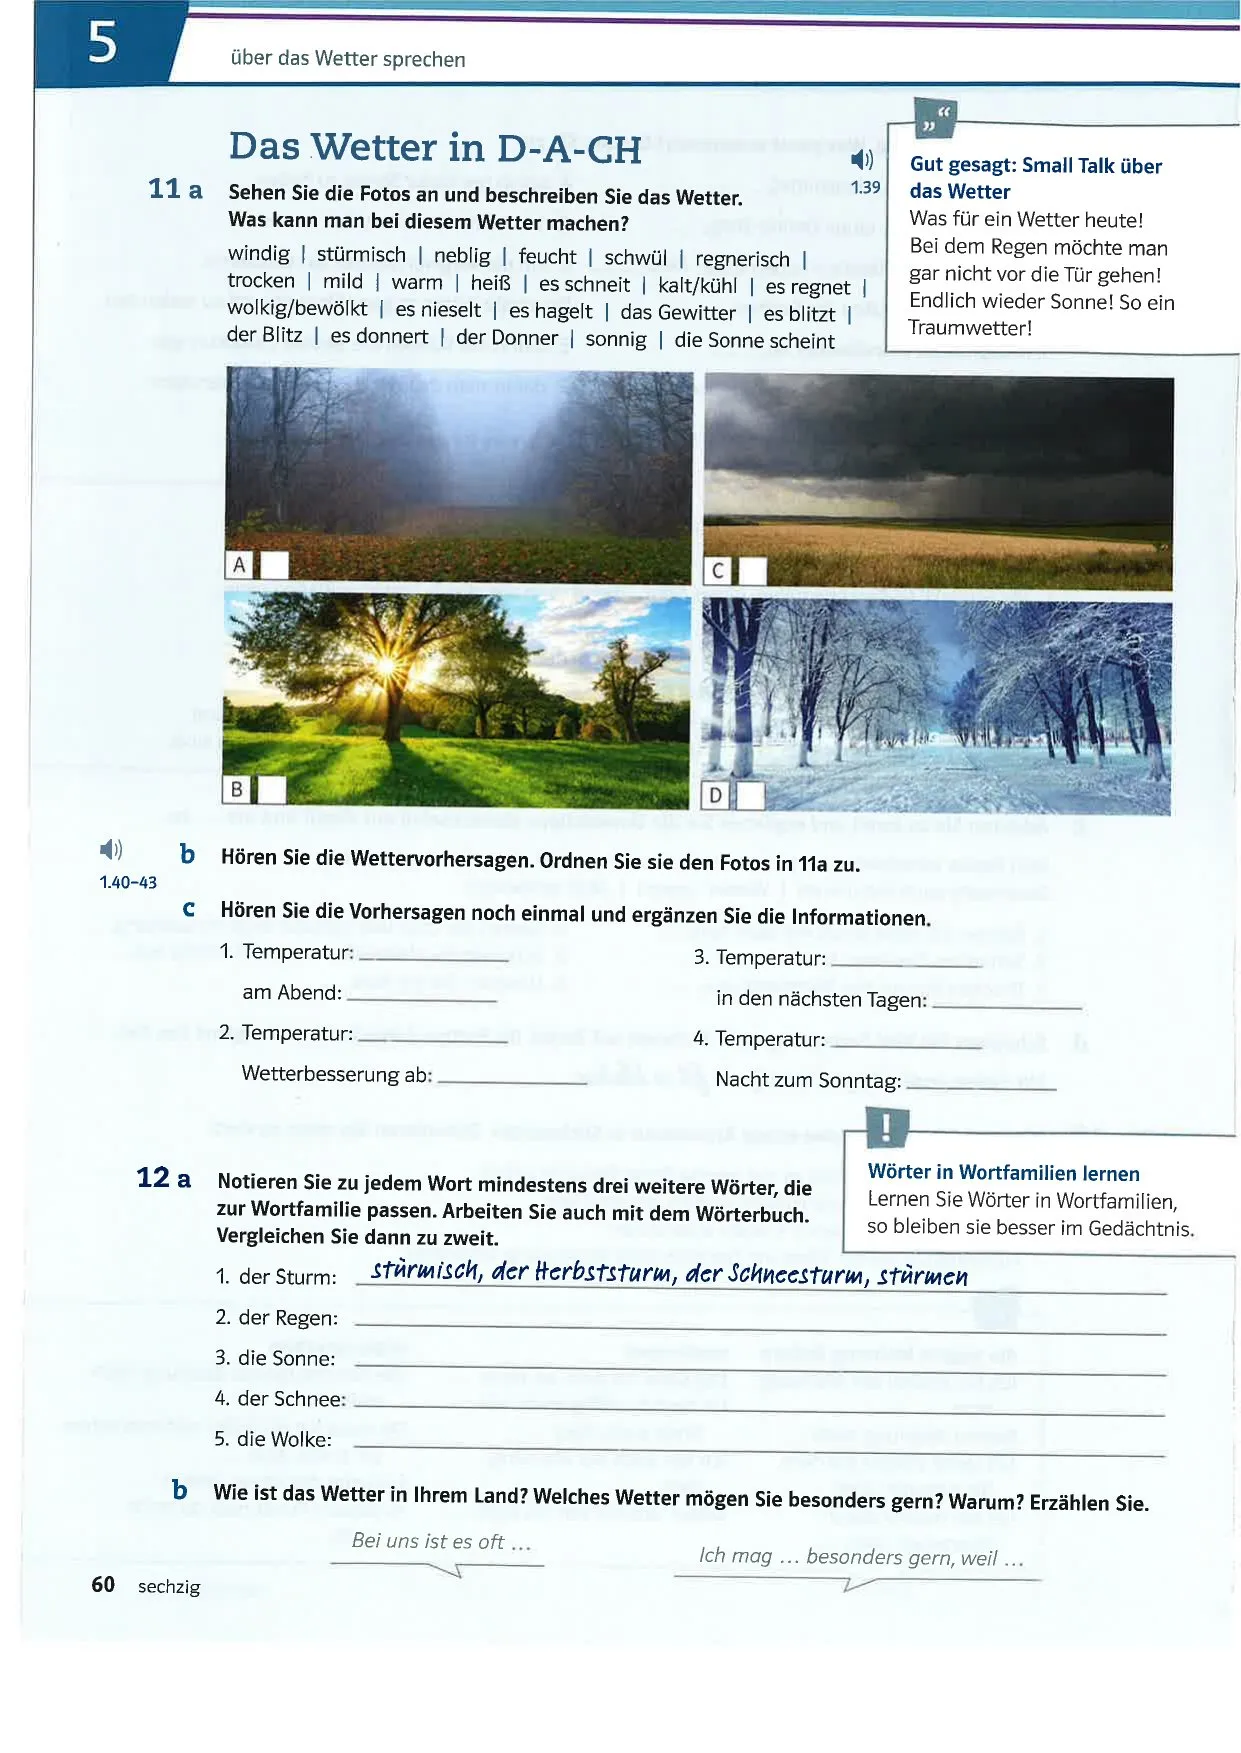 5
über das Wetter sprechen
Das Wetter in D-A-CH
11 a Sehen Sie die Fotos an und beschreiben Sie das Wetter.
Was kann man bei diesem Wetter machen?
windig | stürmisch | neblig | feucht | schwül | regnerisch |
trocken | mild | warm | heiß | es schneit | kalt/kühl | es regnet |
wolkig/bewölkt | es nieselt | es hagelt | das Gewitter | es blitzt |
der Blitz | es donnert | der Donner | sonnig | die Sonne scheint
1.39
Gut gesagt: Small Talk über
das Wetter
Was für ein Wetter heute!
Bei dem Regen möchte man
gar nicht vor die Tür gehen!
Endlich wieder Sonne! So ein
Traumwetter!
A
C
B
D
1.40–43
b Hören Sie die Wettervorhersagen. Ordnen Sie sie den Fotos in 11a zu.
c Hören Sie die Vorhersagen noch einmal und ergänzen Sie die Informationen.
1. Temperatur:
am Abend:
2. Temperatur:
Wetterbesserung ab:
3. Temperatur:
in den nächsten Tagen:
4. Temperatur:
Nacht zum Sonntag:
12 a Notieren Sie zu jedem Wort mindestens drei weitere Wörter, die
zur Wortfamilie passen. Arbeiten Sie auch mit dem Wörterbuch.
Vergleichen Sie dann zu zweit.
!
Wörter in Wortfamilien lernen
Lernen Sie Wörter in Wortfamilien,
so bleiben sie besser im Gedächtnis.
1. der Sturm: stürmisch, der Herbststurm, der Schneesturm, stürmen
2. der Regen:
3. die Sonne:
4. der Schnee:
5. die Wolke:
b Wie ist das Wetter in Ihrem Land? Welches Wetter mögen Sie besonders gern? Warum? Erzählen Sie.
Bei uns ist es oft ...
Ich mag ... besonders gern, weil ...
60 sechzig